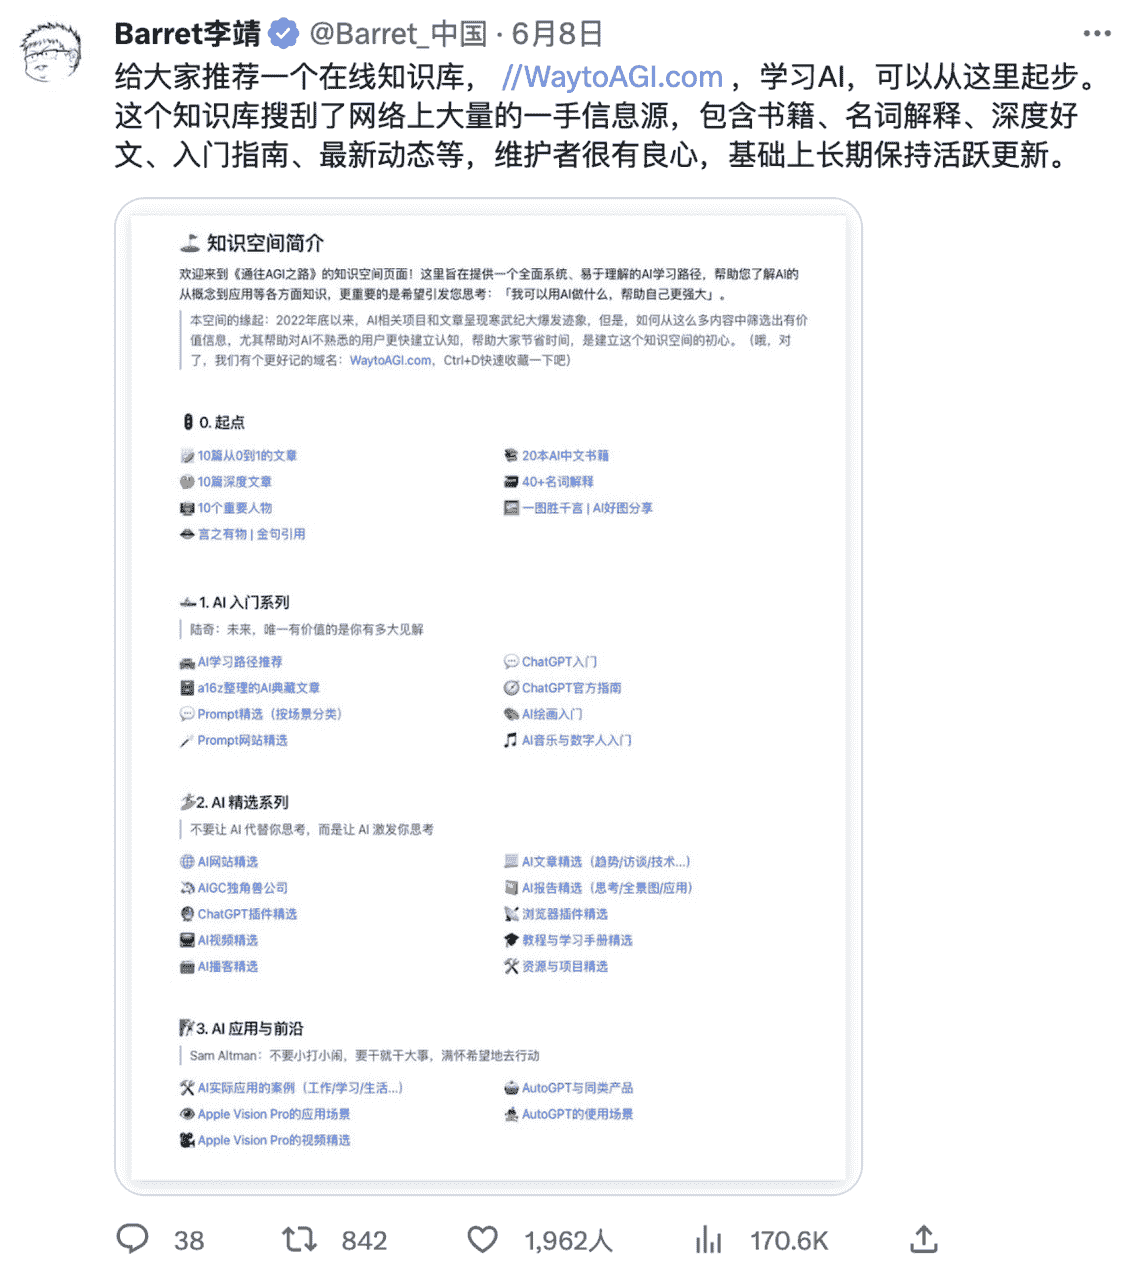 Barret李靖 @Barret_中国 · 6月8日
给大家推荐一个在线知识库， //WaytoAGI.com ，学习AI，可以从这里起步。
这个知识库搜刮了网络上大量的一手信息源，包含书籍、名词解释、深度好
文、入门指南、最新动态等，维护者很有良心，基础上长期保持活跃更新。
知识空间简介
欢迎来到《通往AGI之路》的知识空间页面！这里旨在提供一个全面系统、易于理解的AI学习路径，帮助您了解AI的
从概念到应用等各方面知识，更重要的是希望引发您思考：「我可以用AI做什么，帮助自己更强大」。
本空间的缘起：2022年底以来，AI相关项目和文章呈现寒武纪大爆发迹象，但是，如何从这么多内容中筛选出有价
值信息，尤其帮助对AI不熟悉的用户更快建立认知，帮助大家节省时间，是建立这个知识空间的初心。（哦，对
了，我们有个更好记的域名：WaytoAGI.com，Ctrl+D快速收藏一下吧）
0. 起点
10篇从0到1的文章
20本AI中文书籍
10篇深度文章
40+名词解释
10个重要人物
一图胜千言 | AI好图分享
言之有物 | 金句引用
1. AI 入门系列
陆奇：未来，唯一有价值的是你有多大见解
AI学习路径推荐
ChatGPT入门
a16z整理的AI典藏文章
ChatGPT官方指南
Prompt精选（按场景分类）
AI绘画入门
Prompt网站精选
AI音乐与数字人入门
2. AI 精选系列
不要让 AI 代替你思考，而是让 AI 激发你思考
AI网站精选
AI文章精选（趋势/访谈/技术...）
AIGC独角兽公司
AI报告精选（思考/全景图/应用）
ChatGPT插件精选
浏览器插件精选
AI视频精选
教程与学习手册精选
AI播客精选
资源与项目精选
3. AI 应用与前沿
Sam Altman：不要小打小闹，要干就干大事，满怀希望地去行动
AI实际应用的案例（工作/学习/生活...）
AutoGPT与同类产品
Apple Vision Pro的应用场景
AutoGPT的使用场景
Apple Vision Pro的视频精选
38 842 1,962人 170.6K